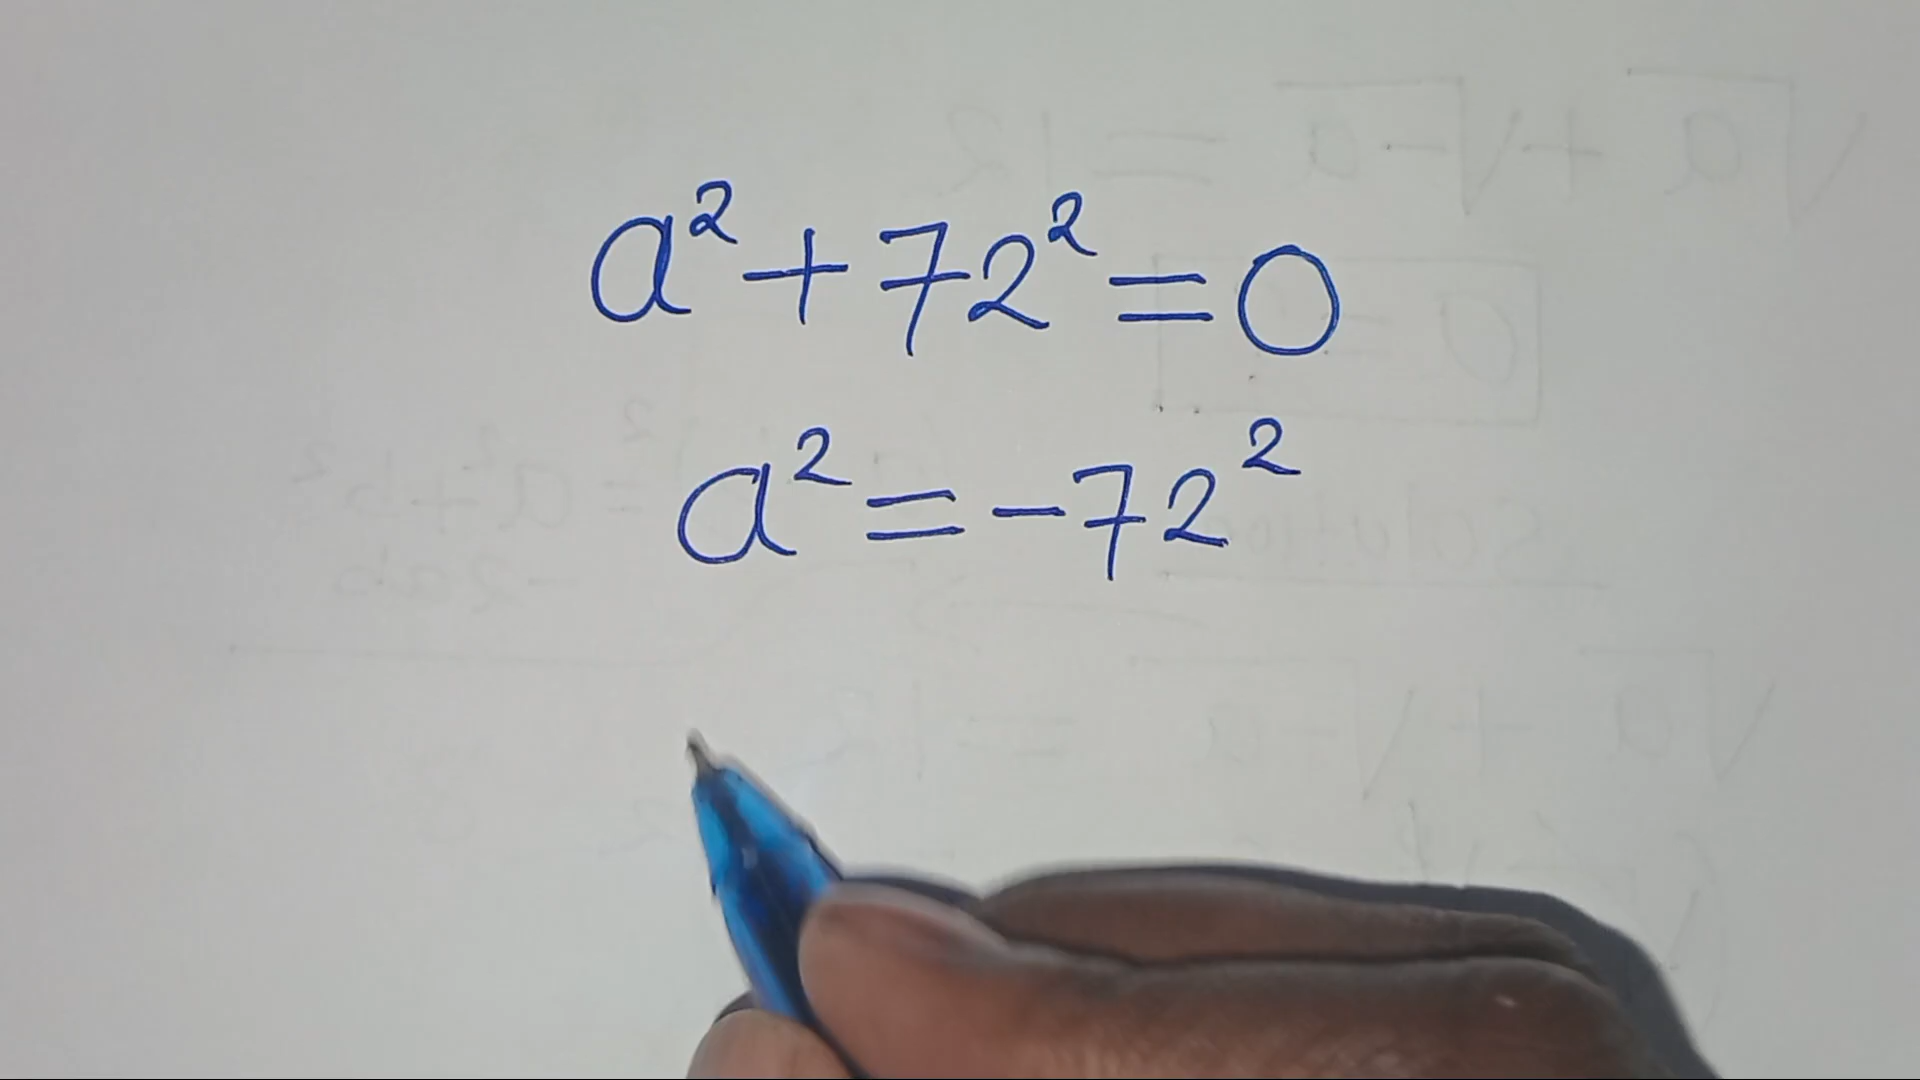 a² + 72² = 0
a² = -72²